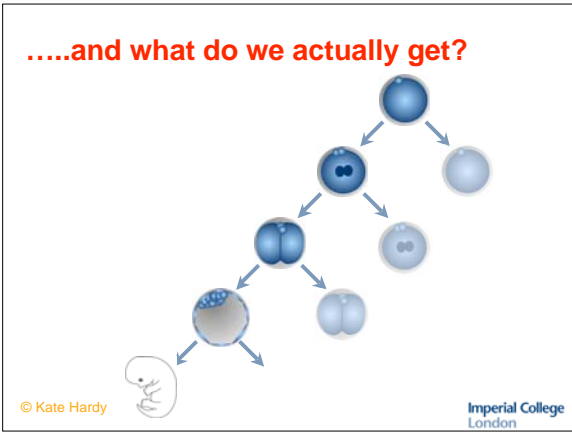 …..and what do we actually get?
© Kate Hardy
Imperial College
London